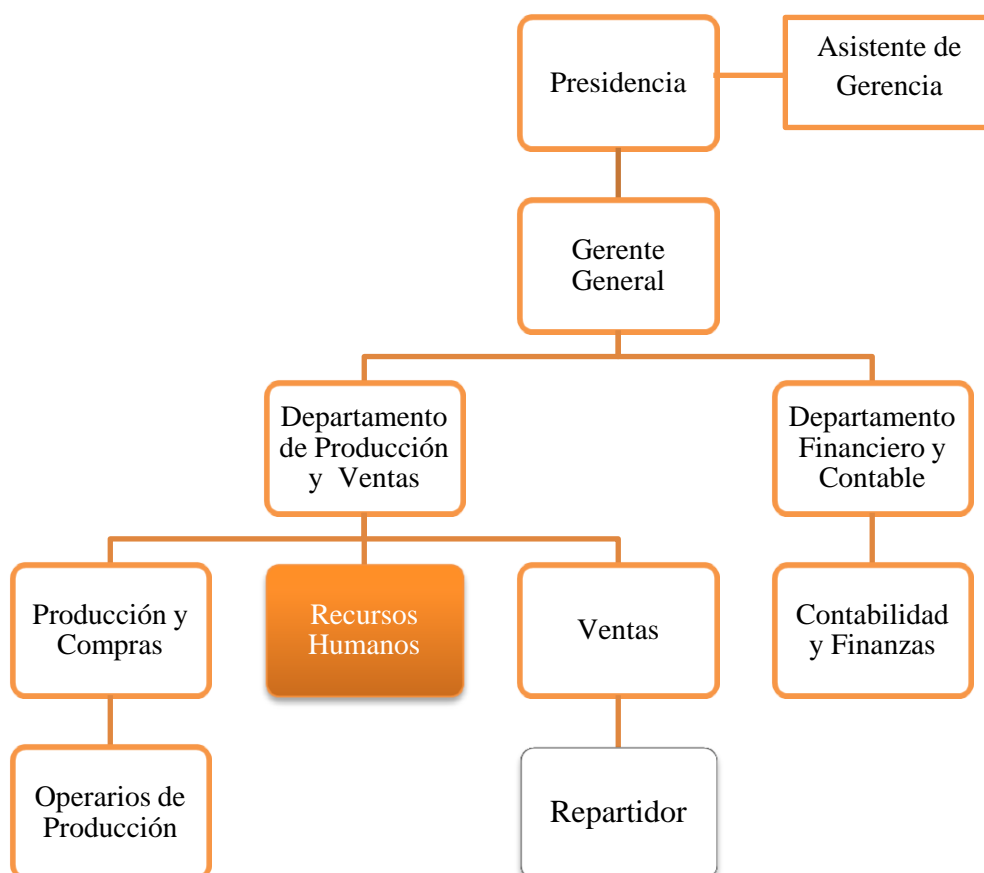 Presidencia
Asistente de
Gerencia
Gerente
General
Departamento
de Producción
y Ventas
Departamento
Financiero y
Contable
Producción y
Compras
Recursos
Humanos
Ventas
Contabilidad
y Finanzas
Operarios de
Producción
Repartidor